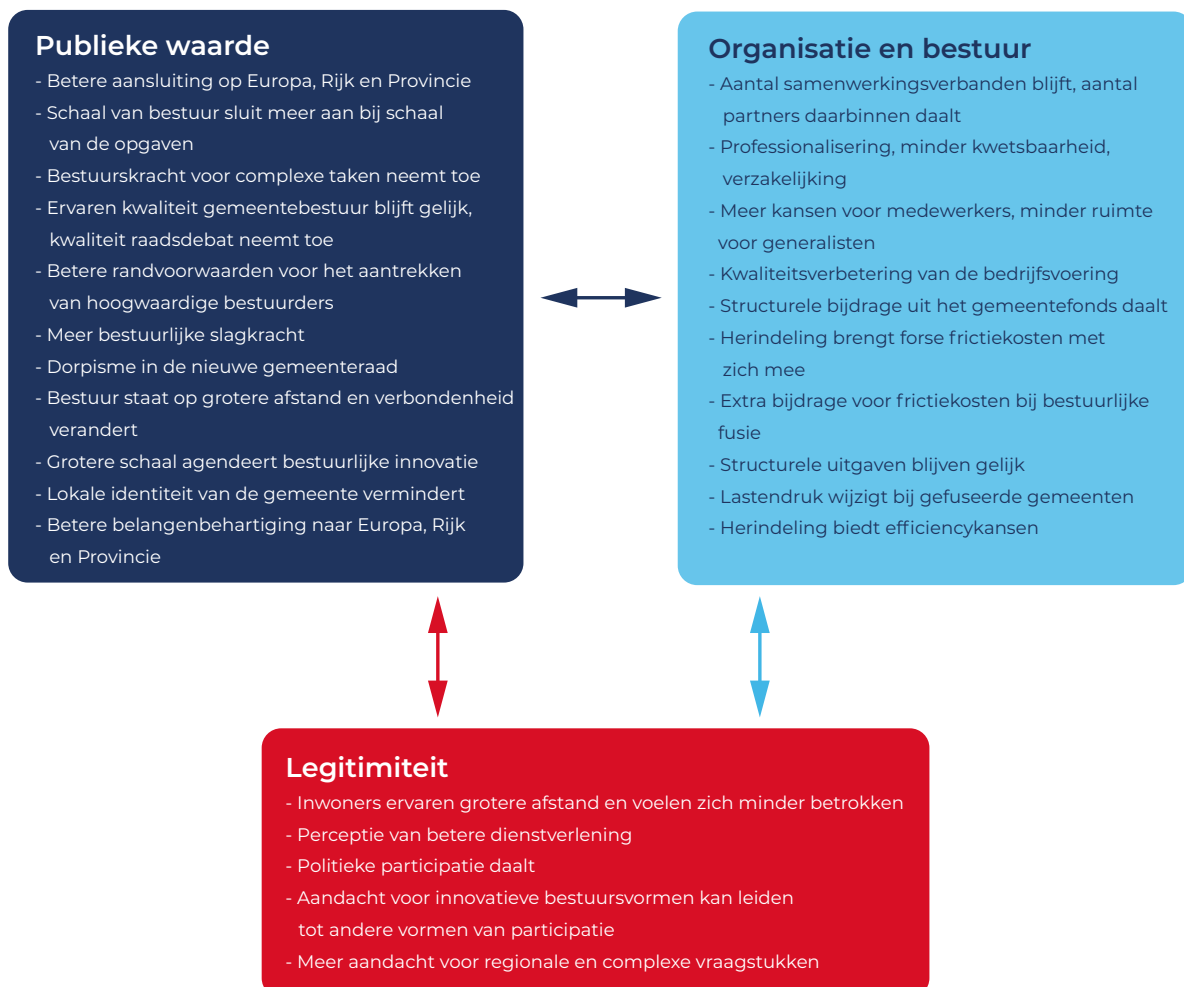 Publieke waarde
- Betere aansluiting op Europa, Rijk en Provincie
- Schaal van bestuur sluit meer aan bij schaal
van de opgaven
- Bestuurskracht voor complexe taken neemt toe
- Ervaren kwaliteit gemeentebestuur blijft gelijk,
kwaliteit raadsdebat neemt toe
- Betere randvoorwaarden voor het aantrekken
van hoogwaardige bestuurders
- Meer bestuurlijke slagkracht
- Dorpisme in de nieuwe gemeenteraad
- Bestuur staat op grotere afstand en verbondenheid
verandert
- Grotere schaal agendeert bestuurlijke innovatie
- Lokale identiteit van de gemeente vermindert
- Betere belangenbehartiging naar Europa, Rijk
en Provincie
Organisatie en bestuur
- Aantal samenwerkingsverbanden blijft, aantal
partners daarbinnen daalt
- Professionalisering, minder kwetsbaarheid,
verzakelijking
- Meer kansen voor medewerkers, minder ruimte
voor generalisten
- Kwaliteitsverbetering van de bedrijfsvoering
- Structurele bijdrage uit het gemeentefonds daalt
- Herindeling brengt forse frictiekosten met
zich mee
- Extra bijdrage voor frictiekosten bij bestuurlijke
fusie
- Structurele uitgaven blijven gelijk
- Lastendruk wijzigt bij gefuseerde gemeenten
- Herindeling biedt efficiencykansen
Legitimiteit
- Inwoners ervaren grotere afstand en voelen zich minder betrokken
- Perceptie van betere dienstverlening
- Politieke participatie daalt
- Aandacht voor innovatieve bestuursvormen kan leiden
tot andere vormen van participatie
- Meer aandacht voor regionale en complexe vraagstukken